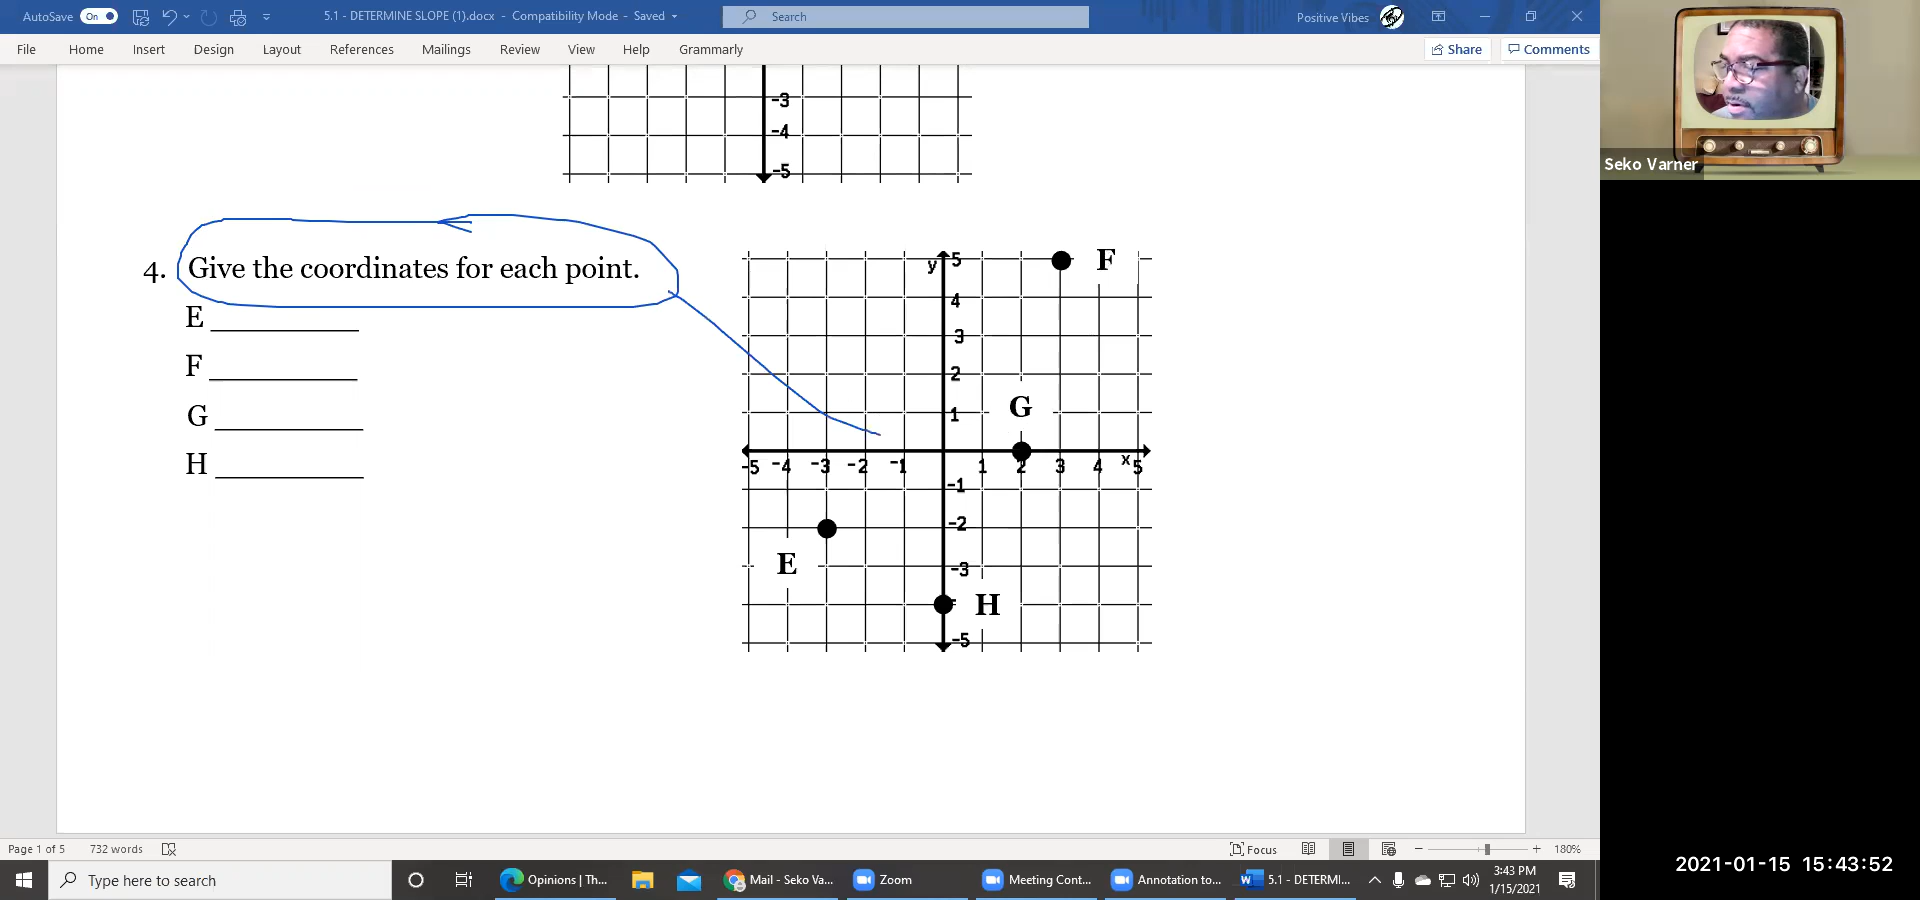 AutoSave On 5.1 - DETERMINE SLOPE (1).docx - Compatibility Mode - Saved Search Positive Vibes
File Home Insert Design Layout References Mailings Review View Help Grammarly Share Comments
-3
-4
-5
Seko Varner
4. Give the coordinates for each point.
E ____________
F ____________
G ____________
H ____________
y 5 F
4
3
2
G
1
-5 -4 -3 -2 -1 1 2 3 4 x 5
-1
-2
E
-3
H
-5
Page 1 of 5 732 words Focus 180%
Type here to search Opinions | Th... Mail - Seko Va... Zoom Meeting Cont... Annotation to... 5.1 - DETERMI... 3:43 PM
1/15/2021
2021-01-15 15:43:52